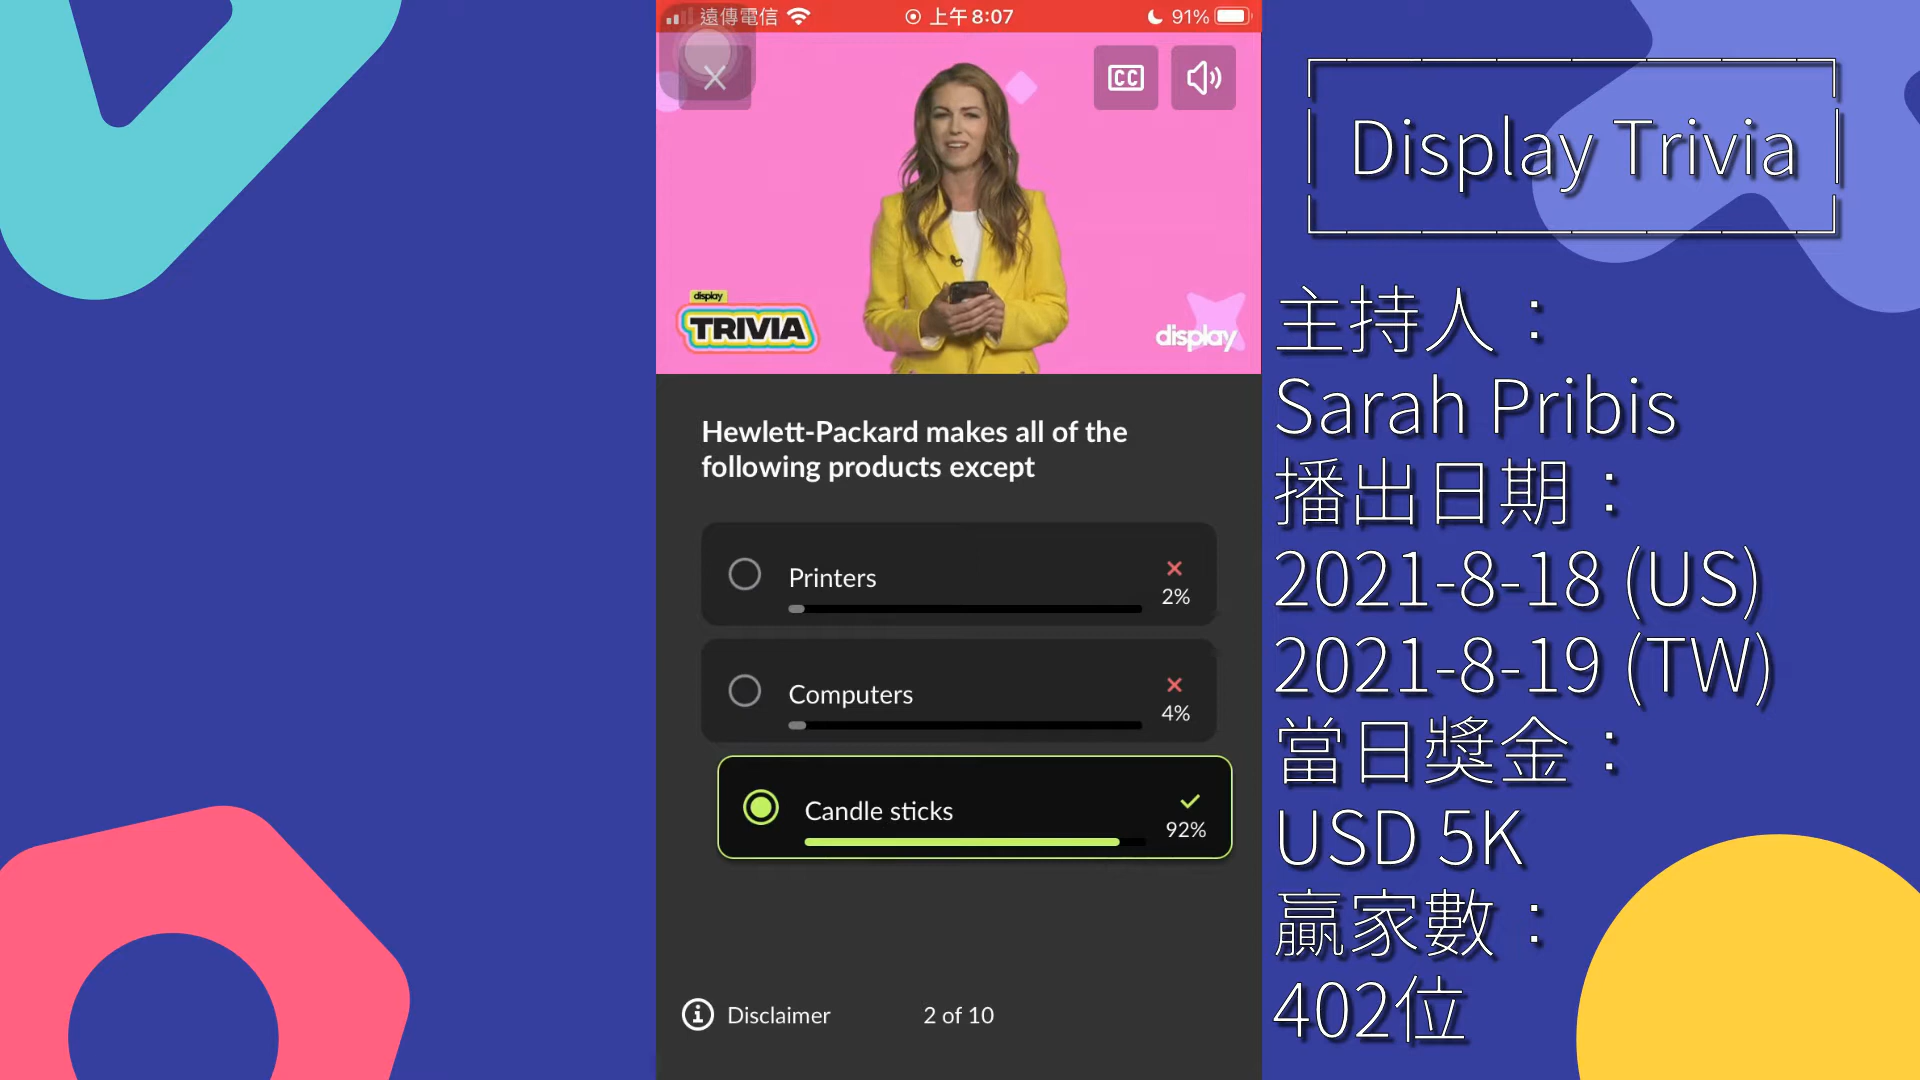 遠傳電信
上午8:07
91%
CC
display
TRIVIA
display
Hewlett-Packard makes all of the
following products except
Printers
2%
Computers
4%
Candle sticks
92%
Disclaimer
2 of 10
Display Trivia
主持人：
Sarah Pribis
播出日期：
2021-8-18 (US)
2021-8-19 (TW)
當日獎金：
USD 5K
贏家數：
402位